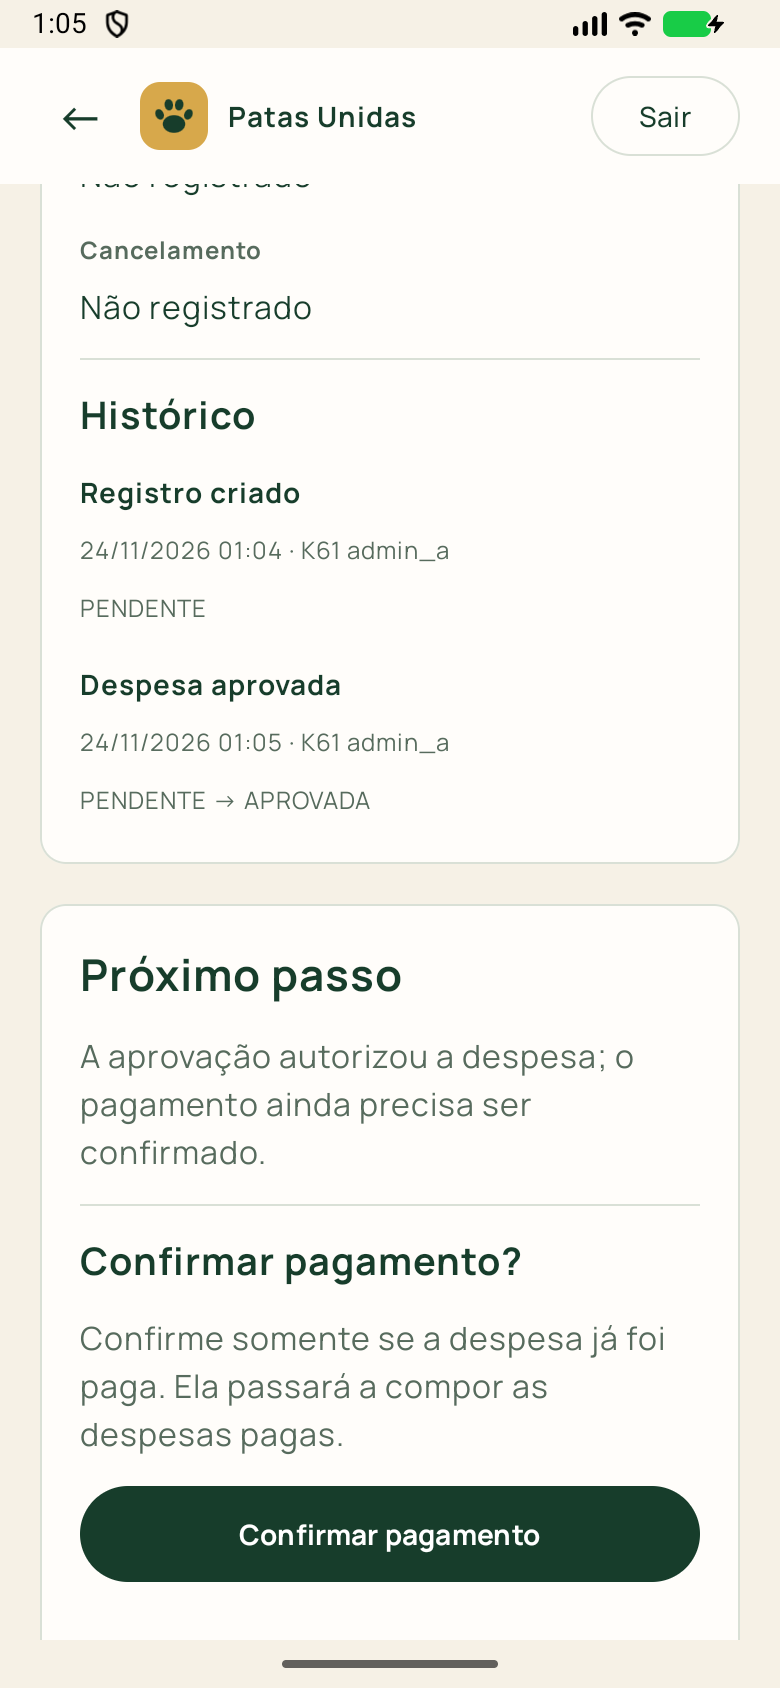 1:05
Patas Unidas
Sair
Não registrado
Cancelamento
Não registrado
Histórico
Registro criado
24/11/2026 01:04 · K61 admin_a
PENDENTE
Despesa aprovada
24/11/2026 01:05 · K61 admin_a
PENDENTE → APROVADA
Próximo passo
A aprovação autorizou a despesa; o
pagamento ainda precisa ser
confirmado.
Confirmar pagamento?
Confirme somente se a despesa já foi
paga. Ela passará a compor as
despesas pagas.
Confirmar pagamento